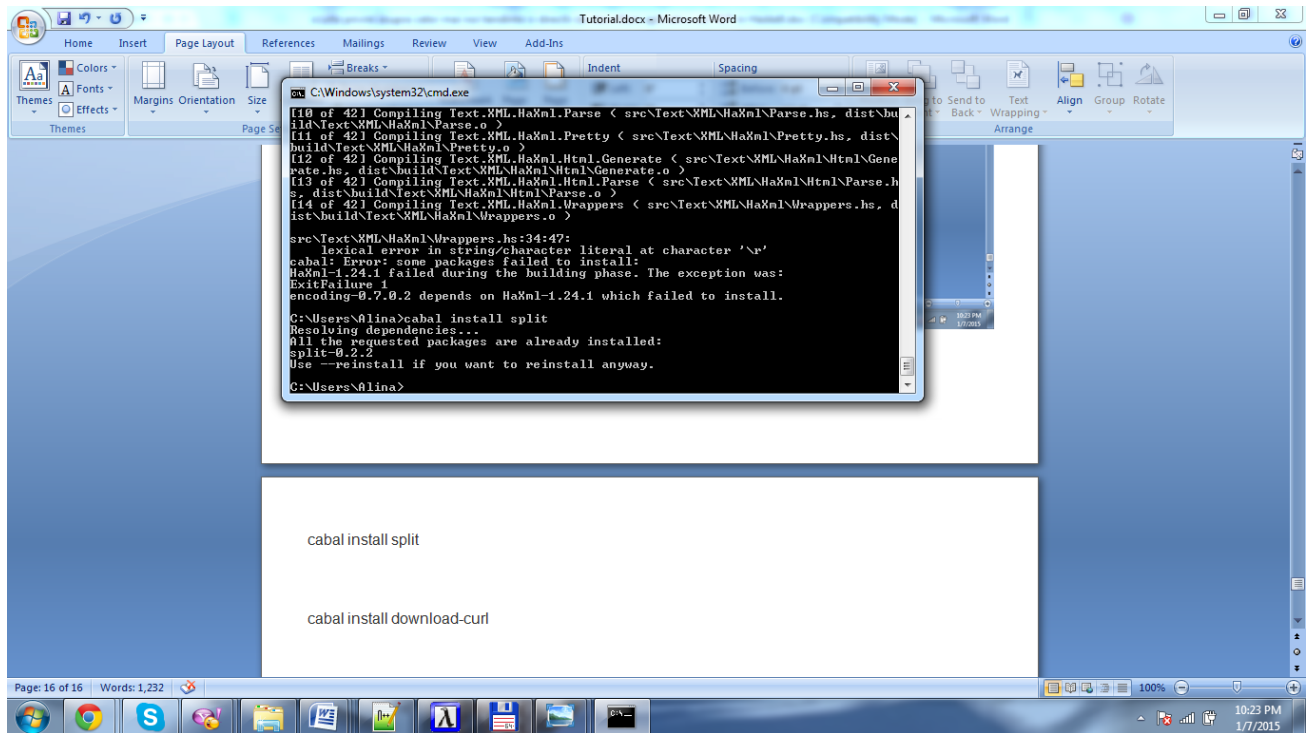 Tutorial.docx - Microsoft Word
Home Insert Page Layout References Mailings Review View Add-Ins
Colors Breaks Indent Spacing
Aa
A Fonts
Themes Effects Margins Orientation Size to Send to Text Align Group Rotate
Back Wrapping
Themes Page Se Arrange
C:\Windows\system32\cmd.exe
[10 of 42] Compiling Text.XML.HaXml.Parse ( src\Text\XML\HaXml\Parse.hs, dist\bu
ild\Text\XML\HaXml\Parse.o )
[11 of 42] Compiling Text.XML.HaXml.Pretty ( src\Text\XML\HaXml\Pretty.hs, dist\
build\Text\XML\HaXml\Pretty.o )
[12 of 42] Compiling Text.XML.HaXml.Html.Generate ( src\Text\XML\HaXml\Html\Gene
rate.hs, dist\build\Text\XML\HaXml\Html\Generate.o )
[13 of 42] Compiling Text.XML.HaXml.Html.Parse ( src\Text\XML\HaXml\Html\Parse.h
s, dist\build\Text\XML\HaXml\Html\Parse.o )
[14 of 42] Compiling Text.XML.HaXml.Wrappers ( src\Text\XML\HaXml\Wrappers.hs, d
ist\build\Text\XML\HaXml\Wrappers.o )
src\Text\XML\HaXml\Wrappers.hs:34:47:
lexical error in string/character literal at character '\r'
cabal: Error: some packages failed to install:
HaXml-1.24.1 failed during the building phase. The exception was:
ExitFailure 1
encoding-0.7.0.2 depends on HaXml-1.24.1 which failed to install.
C:\Users\Alina>cabal install split
Resolving dependencies...
All the requested packages are already installed:
split-0.2.2
Use --reinstall if you want to reinstall anyway.
C:\Users\Alina>
10:23 PM
1/7/2015
cabal install split
cabal install download-curl
Page: 16 of 16 Words: 1,232 100%
10:23 PM
1/7/2015